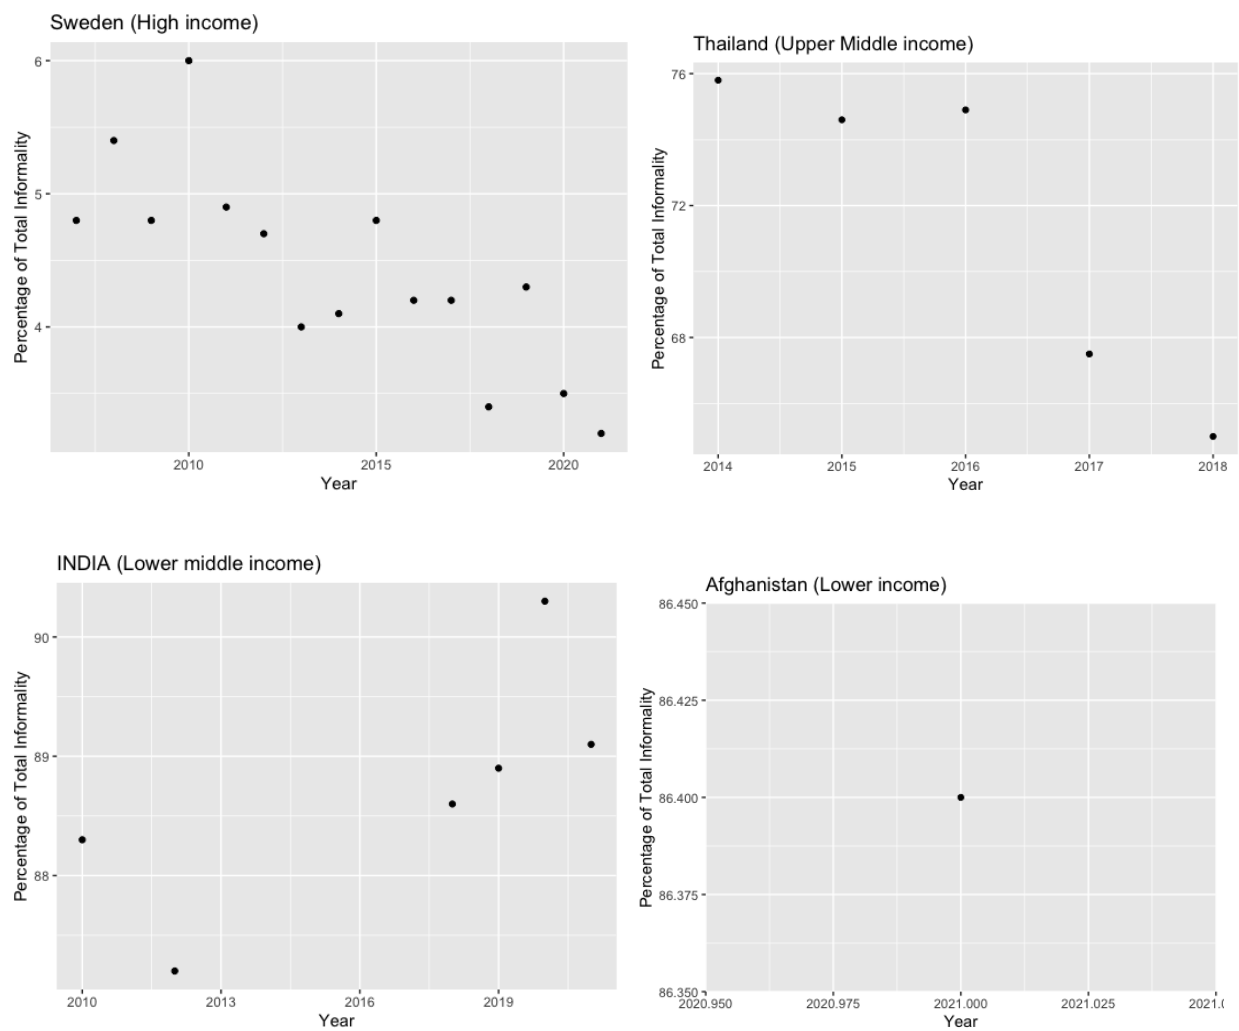 Sweden (High income)
Percentage of Total Informality
6
5
4
2010 2015 2020
Year
Thailand (Upper Middle income)
Percentage of Total Informality
76
72
68
2014 2015 2016 2017 2018
Year
INDIA (Lower middle income)
Percentage of Total Informality
90
89
88
2010 2013 2016 2019
Year
Afghanistan (Lower income)
Percentage of Total Informality
86.450
86.425
86.400
86.375
86.350
2020.950 2020.975 2021.000 2021.025
Year